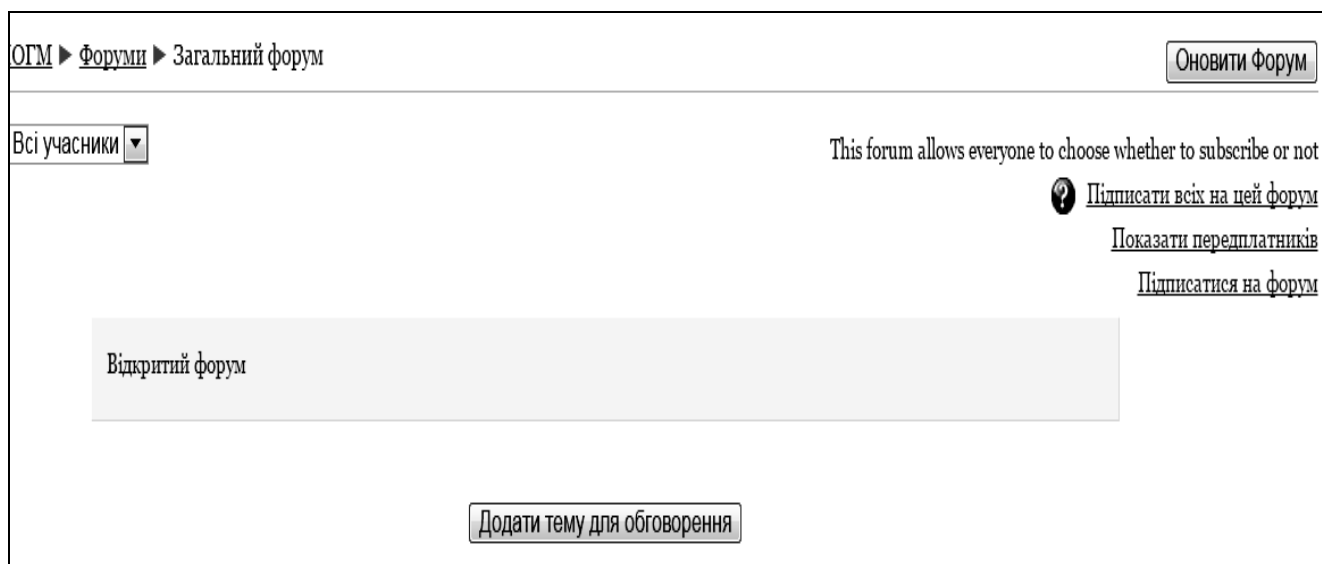 ЮГМ ▶ Форуми ▶ Загальний форум
Оновити Форум
Всі учасники
This forum allows everyone to choose whether to subscribe or not
Підписати всіх на цей форум
Показати передплатників
Підписатися на форум
Відкритий форум
Додати тему для обговорення